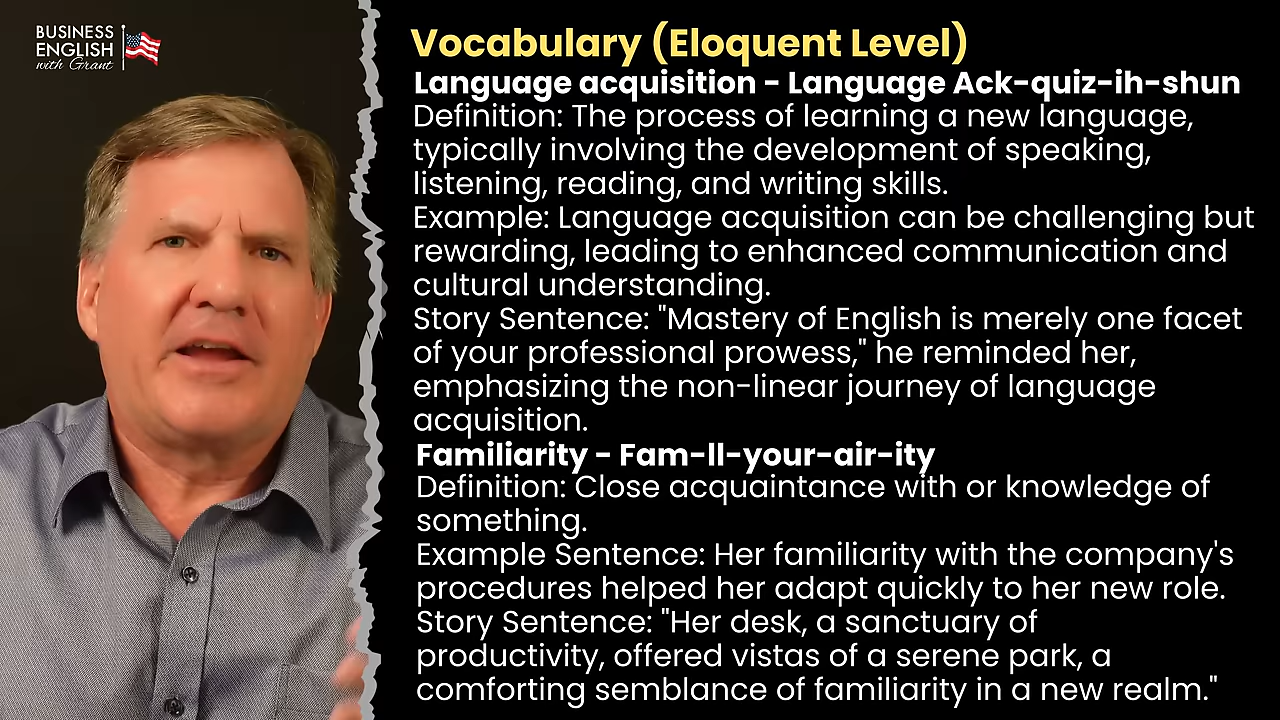 BUSINESS
ENGLISH
with Grant
Vocabulary (Eloquent Level)
Language acquisition - Language Ack-quiz-ih-shun
Definition: The process of learning a new language,
typically involving the development of speaking,
listening, reading, and writing skills.
Example: Language acquisition can be challenging but
rewarding, leading to enhanced communication and
cultural understanding.
Story Sentence: "Mastery of English is merely one facet
of your professional prowess," he reminded her,
emphasizing the non-linear journey of language
acquisition.
Familiarity - Fam-ll-your-air-ity
Definition: Close acquaintance with or knowledge of
something.
Example Sentence: Her familiarity with the company's
procedures helped her adapt quickly to her new role.
Story Sentence: "Her desk, a sanctuary of
productivity, offered vistas of a serene park, a
comforting semblance of familiarity in a new realm."